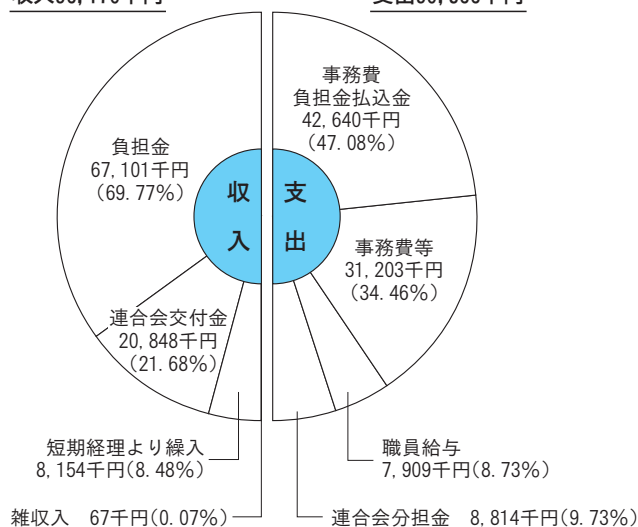 事務費
負担金払込金
42,640千円
(47.08%)
負担金
67,101千円
(69.77%)
収
入
支
出
事務費等
31,203千円
(34.46%)
連合会交付金
20,848千円
(21.68%)
短期経理より繰入
8,154千円(8.48%)
職員給与
7,909千円(8.73%)
雑収入 67千円(0.07%)
連合会分担金 8,814千円(9.73%)